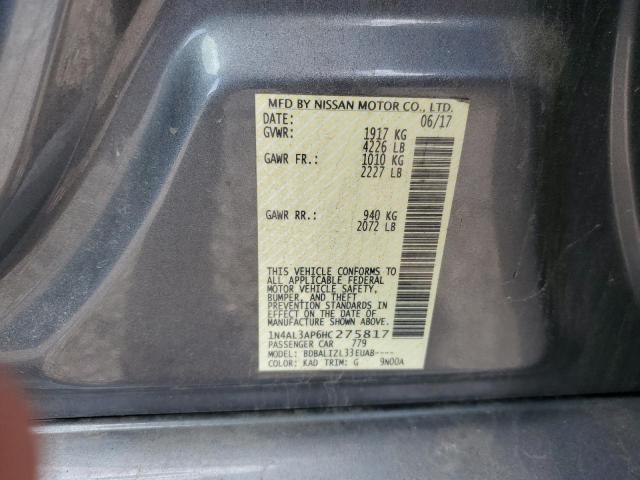 MFD BY NISSAN MOTOR CO., LTD.
DATE: 06/17
GVWR: 1917 KG
4226 LB
GAWR FR.: 1010 KG
2227 LB
GAWR RR.: 940 KG
2072 LB
THIS VEHICLE CONFORMS TO
ALL APPLICABLE FEDERAL
MOTOR VEHICLE SAFETY,
BUMPER, AND THEFT
PREVENTION STANDARDS IN
EFFECT ON THE DATE OF
MANUFACTURE SHOWN ABOVE.
1N4AL3AP6HC275817
PASSENGER CAR 779
MODEL: BDBALIZL33EUA8----
COLOR: KAD TRIM: G 9N00A